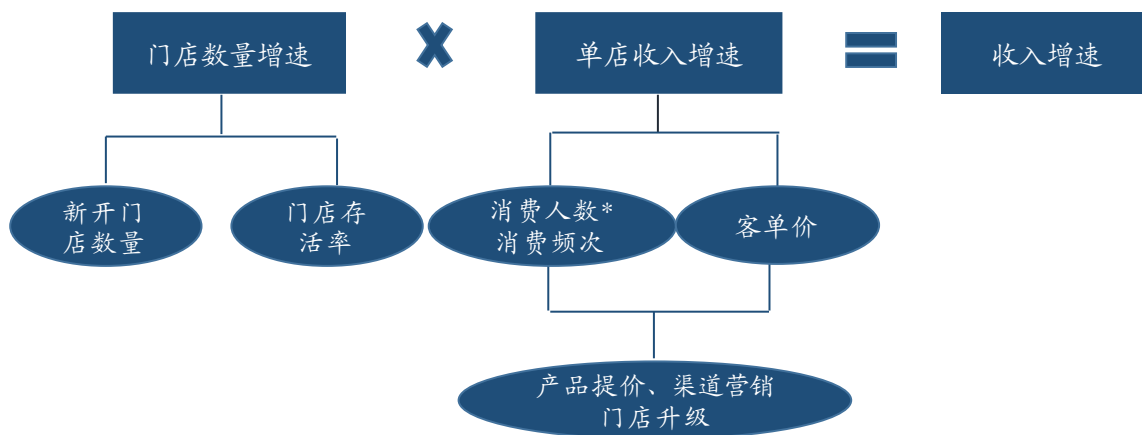 门店数量增速
单店收入增速
收入增速
新开门
店数量
门店存
活率
消费人数*
消费频次
客单价
产品提价、渠道营销
门店升级